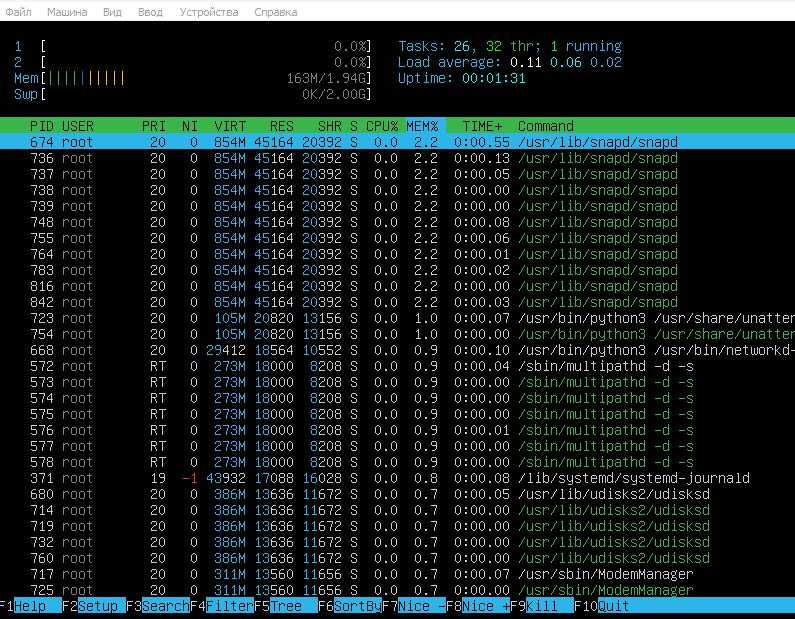 Файл Машина Вид Ввод Устройства Справка
1 [ 0.0%] Tasks: 26, 32 thr; 1 running
2 [ 0.0%] Load average: 0.11 0.06 0.02
Mem[||||||||||| 163M/1.94G] Uptime: 00:01:31
Swp[ 0K/2.00G]
PID USER PRI NI VIRT RES SHR S CPU% MEM% TIME+ Command
674 root 20 0 854M 45164 20392 S 0.0 2.2 0:00.55 /usr/lib/snapd/snapd
736 root 20 0 854M 45164 20392 S 0.0 2.2 0:00.13 /usr/lib/snapd/snapd
737 root 20 0 854M 45164 20392 S 0.0 2.2 0:00.05 /usr/lib/snapd/snapd
738 root 20 0 854M 45164 20392 S 0.0 2.2 0:00.00 /usr/lib/snapd/snapd
739 root 20 0 854M 45164 20392 S 0.0 2.2 0:00.00 /usr/lib/snapd/snapd
748 root 20 0 854M 45164 20392 S 0.0 2.2 0:00.08 /usr/lib/snapd/snapd
755 root 20 0 854M 45164 20392 S 0.0 2.2 0:00.06 /usr/lib/snapd/snapd
764 root 20 0 854M 45164 20392 S 0.0 2.2 0:00.01 /usr/lib/snapd/snapd
783 root 20 0 854M 45164 20392 S 0.0 2.2 0:00.02 /usr/lib/snapd/snapd
816 root 20 0 854M 45164 20392 S 0.0 2.2 0:00.00 /usr/lib/snapd/snapd
842 root 20 0 854M 45164 20392 S 0.0 2.2 0:00.03 /usr/lib/snapd/snapd
723 root 20 0 105M 20820 13156 S 0.0 1.0 0:00.07 /usr/bin/python3 /usr/share/unatten
754 root 20 0 105M 20820 13156 S 0.0 1.0 0:00.00 /usr/bin/python3 /usr/share/unatten
668 root 20 0 29412 18564 10552 S 0.0 0.9 0:00.10 /usr/bin/python3 /usr/bin/networkd-
572 root RT 0 273M 18000 8208 S 0.0 0.9 0:00.04 /sbin/multipathd -d -s
573 root RT 0 273M 18000 8208 S 0.0 0.9 0:00.00 /sbin/multipathd -d -s
574 root RT 0 273M 18000 8208 S 0.0 0.9 0:00.00 /sbin/multipathd -d -s
575 root RT 0 273M 18000 8208 S 0.0 0.9 0:00.00 /sbin/multipathd -d -s
576 root RT 0 273M 18000 8208 S 0.0 0.9 0:00.01 /sbin/multipathd -d -s
577 root RT 0 273M 18000 8208 S 0.0 0.9 0:00.00 /sbin/multipathd -d -s
578 root RT 0 273M 18000 8208 S 0.0 0.9 0:00.00 /sbin/multipathd -d -s
371 root 19 -1 43932 17088 16028 S 0.0 0.8 0:00.08 /lib/systemd/systemd-journald
680 root 20 0 386M 13636 11672 S 0.0 0.7 0:00.05 /usr/lib/udisks2/udisksd
714 root 20 0 386M 13636 11672 S 0.0 0.7 0:00.00 /usr/lib/udisks2/udisksd
719 root 20 0 386M 13636 11672 S 0.0 0.7 0:00.00 /usr/lib/udisks2/udisksd
732 root 20 0 386M 13636 11672 S 0.0 0.7 0:00.00 /usr/lib/udisks2/udisksd
760 root 20 0 386M 13636 11672 S 0.0 0.7 0:00.00 /usr/lib/udisks2/udisksd
717 root 20 0 311M 13560 11656 S 0.0 0.7 0:00.07 /usr/sbin/ModemManager
725 root 20 0 311M 13560 11656 S 0.0 0.7 0:00.00 /usr/sbin/ModemManager
F1Help F2Setup F3SearchF4FilterF5Tree F6SortByF7Nice -F8Nice +F9Kill F10Quit